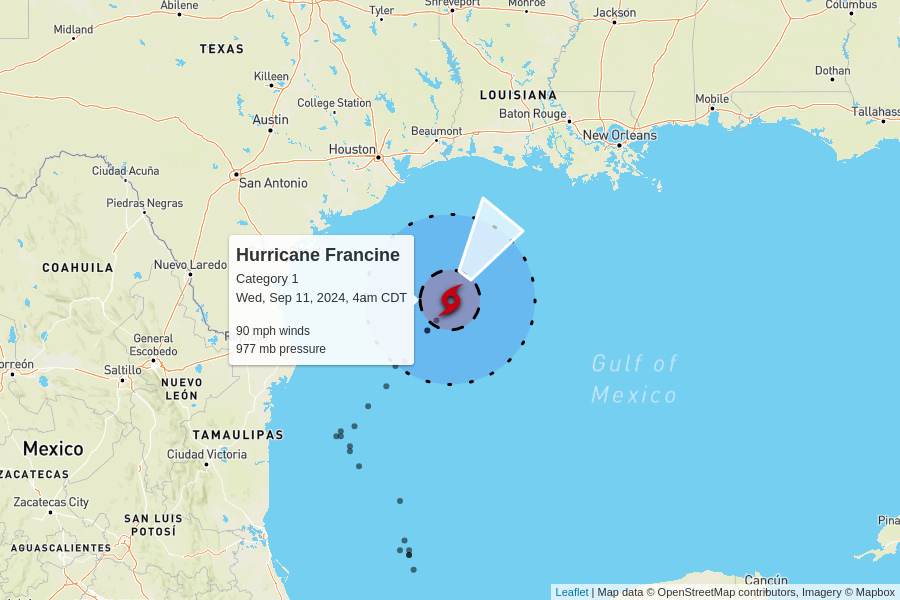 Abilene
Tyler
Shreveport
Monroe
Columbus
Midland
Jackson
TEXAS
Killeen
Dothan
LOUISIANA
College Station
Mobile
Baton Rouge
Tallahass
Austin
Beaumont
New Orleans
Houston
Ciudad Acuña
San Antonio
Piedras Negras
Hurricane Francine
Category 1
Wed, Sep 11, 2024, 4am CDT
90 mph winds
977 mb pressure
COAHUILA
Nuevo Laredo
General
Escobedo
orreón
Saltillo
Gulf of
Mexico
NUEVO
LEÓN
TAMAULIPAS
Mexico
Ciudad Victoria
ZACATECAS
Zacatecas City
SAN LUIS
POTOSÍ
Pina
AGUASCALIENTES
Cancún
Leaflet | Map data © OpenStreetMap contributors, Imagery © Mapbox